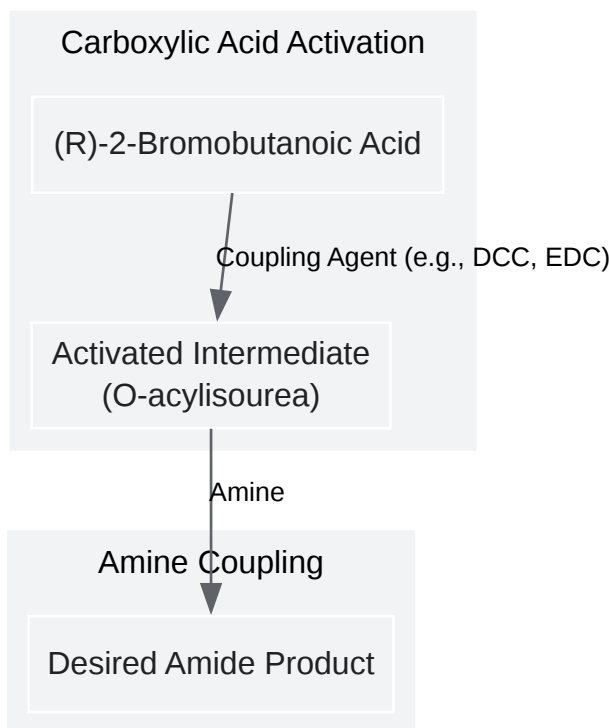 Carboxylic Acid Activation
(R)-2-Bromobutanoic Acid
Coupling Agent (e.g., DCC, EDC)
Activated Intermediate
(O-acylisourea)
Amine
Amine Coupling
Desired Amide Product